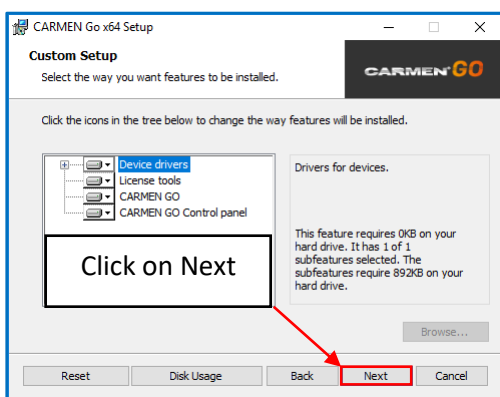 CARMEN Go x64 Setup
Custom Setup
Select the way you want features to be installed.
CARMEN GO
Click the icons in the tree below to change the way features will be installed.
Device drivers
License tools
CARMEN GO
CARMEN GO Control panel
Drivers for devices.
This feature requires 0KB on your
hard drive. It has 1 of 1
subfeatures selected. The
subfeatures require 892KB on your
hard drive.
Click on Next
Browse...
Reset Disk Usage Back Next Cancel